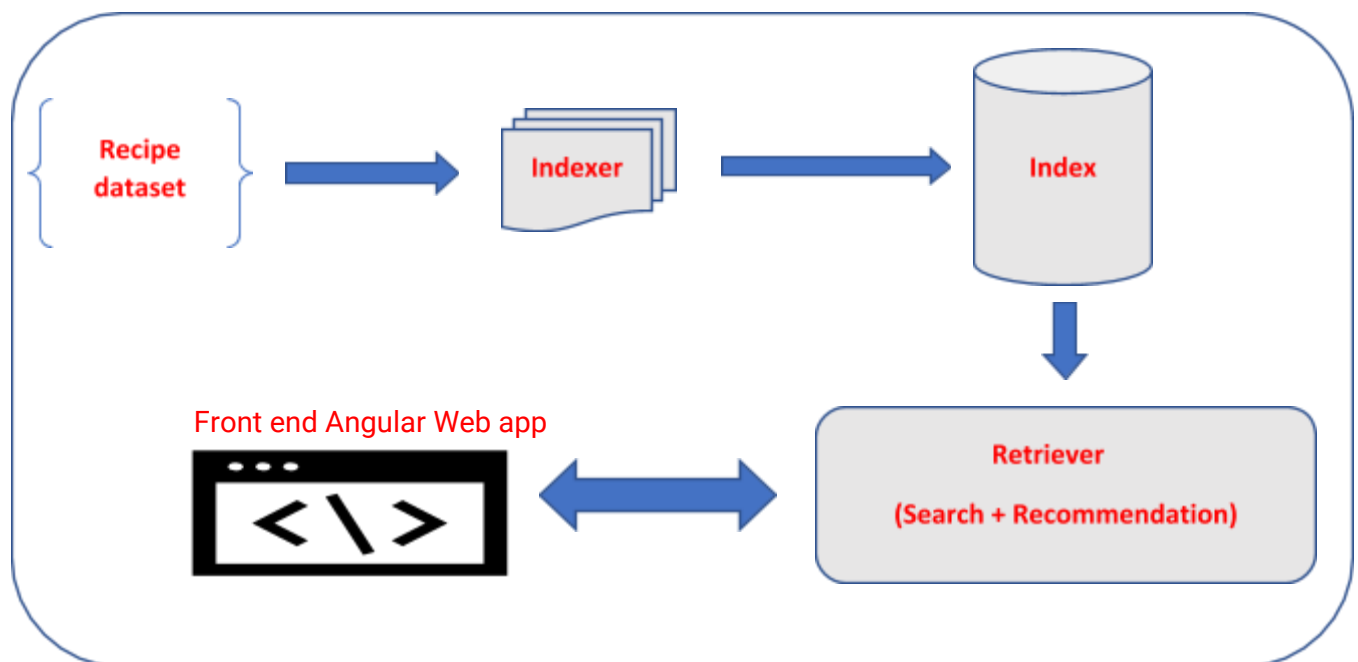 Recipe
dataset
Indexer
Index
Front end Angular Web app
<\>
Retriever
(Search + Recommendation)